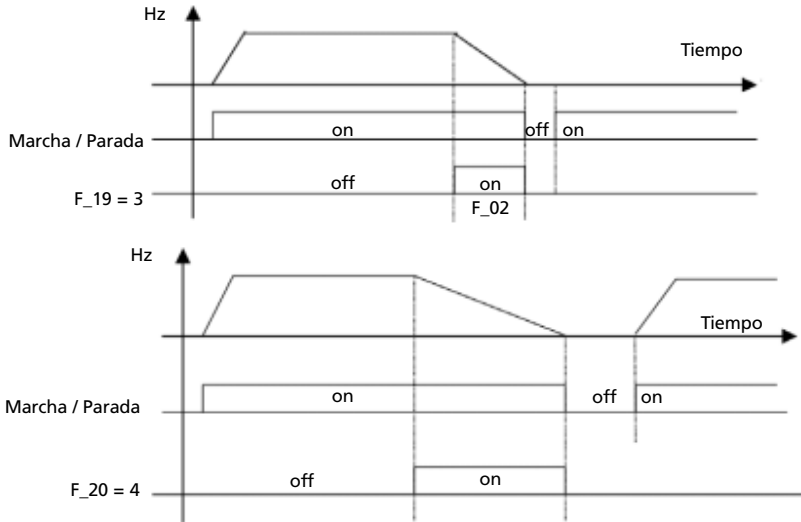 Hz
Tiempo
on
off
on
Marcha / Parada
off
on
F_19 = 3
F_02
Hz
Tiempo
on
off
on
Marcha / Parada
off
on
F_20 = 4